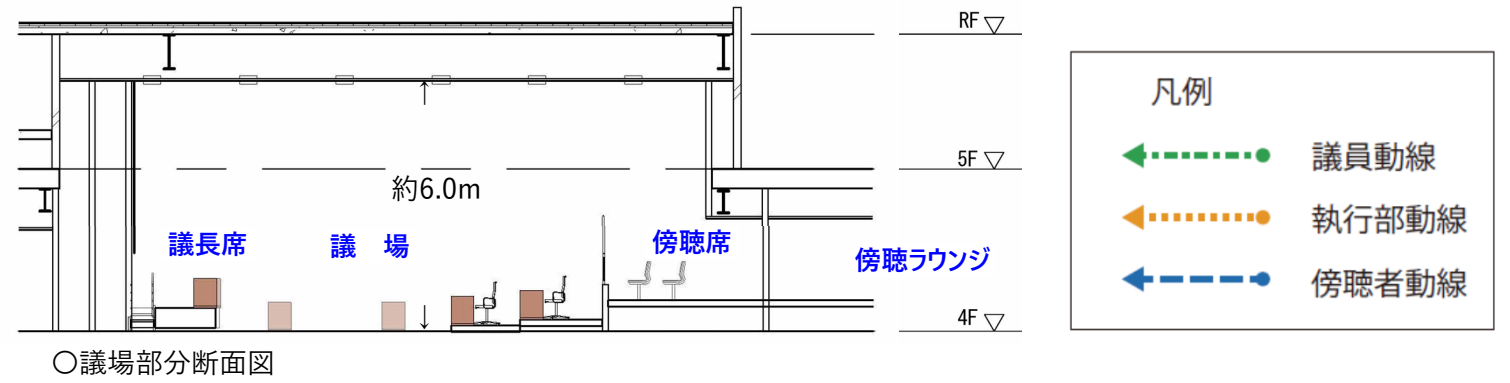 RF
5F
約6.0m
議長席
議 場
傍聴席
傍聴ラウンジ
4F
○議場部分断面図
凡例
議員動線
執行部動線
傍聴者動線